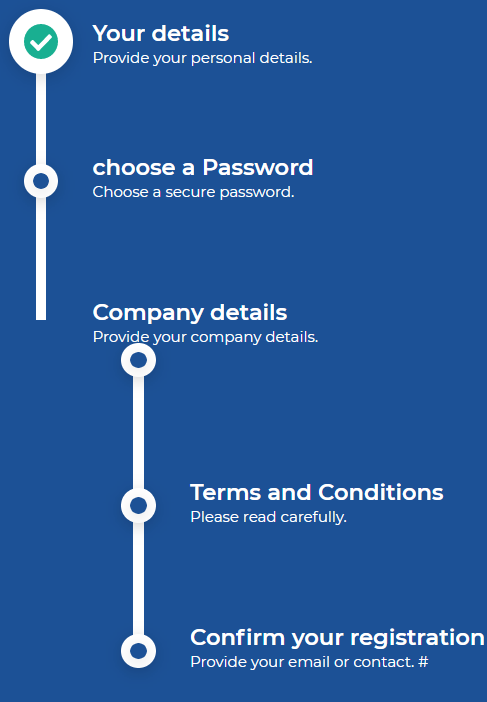 Your details
Provide your personal details.
choose a Password
Choose a secure password.
Company details
Provide your company details.
Terms and Conditions
Please read carefully.
Confirm your registration
Provide your email or contact. #